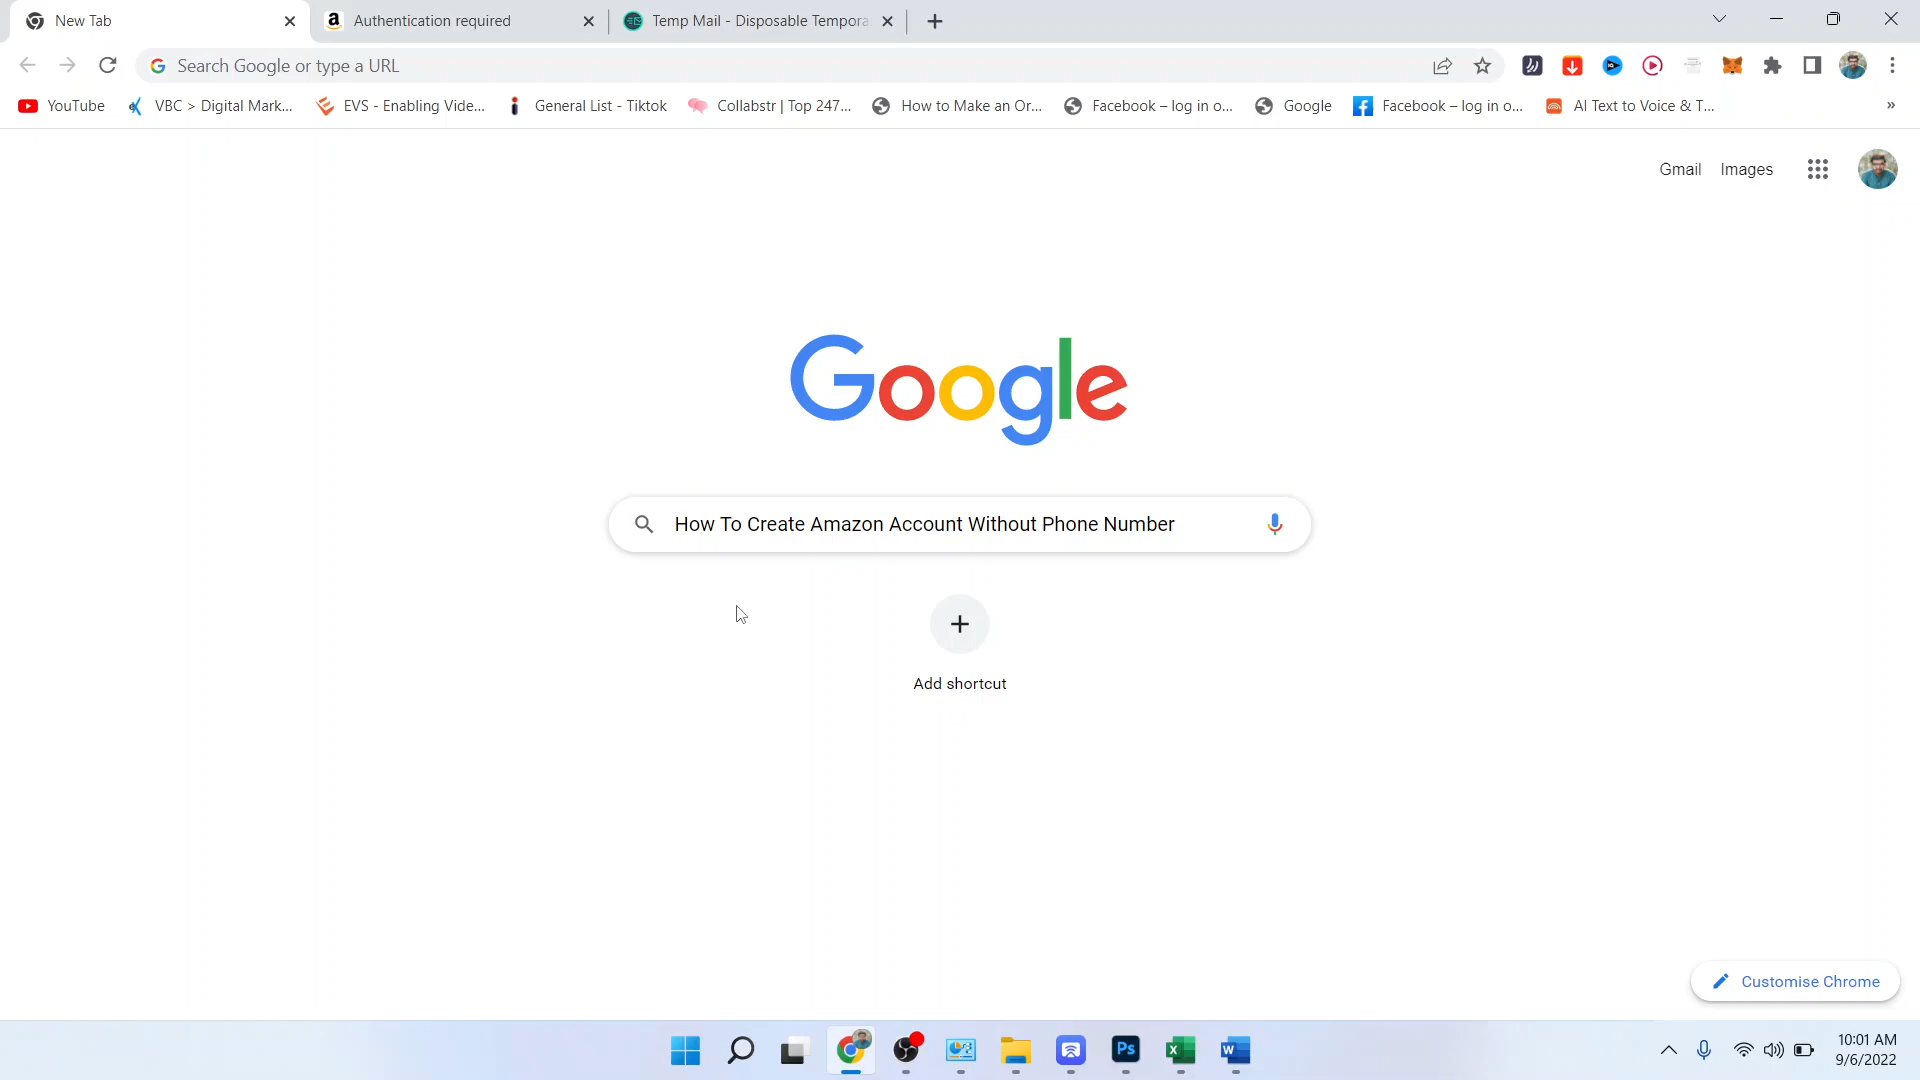 New Tab
Authentication required
Temp Mail - Disposable Tempora
Search Google or type a URL
YouTube
VBC > Digital Mark...
EVS - Enabling Vide...
General List - Tiktok
Collabstr | Top 247...
How to Make an Or...
Facebook – log in o...
Google
Facebook – log in o...
AI Text to Voice & T...
»
Gmail
Images
Google
How To Create Amazon Account Without Phone Number
Add shortcut
Customise Chrome
10:01 AM
9/6/2022